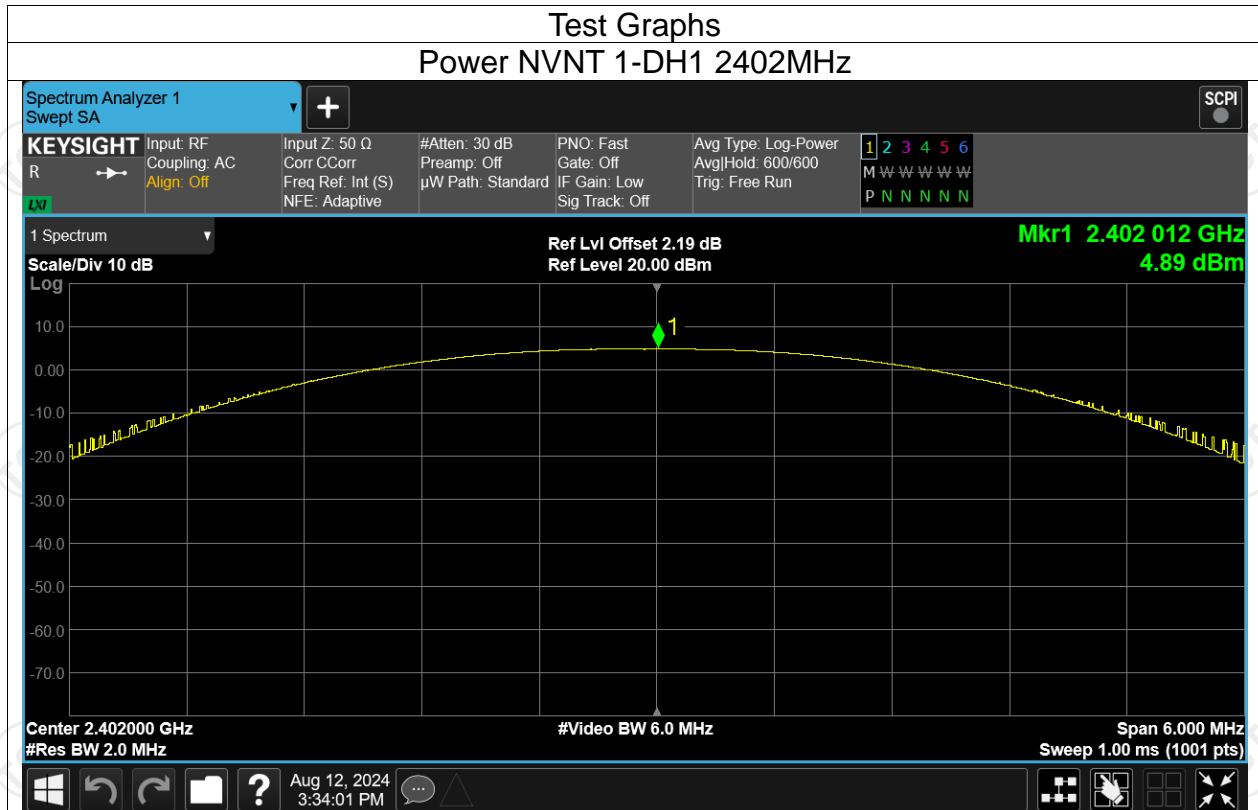 Test Graphs
Power NVNT 1-DH1 2402MHz
Spectrum Analyzer 1
Swept SA
▼
+
SCPI
KEYSIGHT
R
LXI
Input: RF
Coupling: AC
Align: Off
Input Z: 50 Ω
Corr CCorr
Freq Ref: Int (S)
NFE: Adaptive
#Atten: 30 dB
Preamp: Off
µW Path: Standard
PNO: Fast
Gate: Off
IF Gain: Low
Sig Track: Off
Avg Type: Log-Power
Avg|Hold: 600/600
Trig: Free Run
1 2 3 4 5 6
M W W W W W
P N N N N N
1 Spectrum ▼
Scale/Div 10 dB
Log
Ref Lvl Offset 2.19 dB
Ref Level 20.00 dBm
Mkr1 2.402 012 GHz
4.89 dBm
1
10.0
0.00
-10.0
-20.0
-30.0
-40.0
-50.0
-60.0
-70.0
Center 2.402000 GHz
#Res BW 2.0 MHz
#Video BW 6.0 MHz
Span 6.000 MHz
Sweep 1.00 ms (1001 pts)
?
Aug 12, 2024
3:34:01 PM